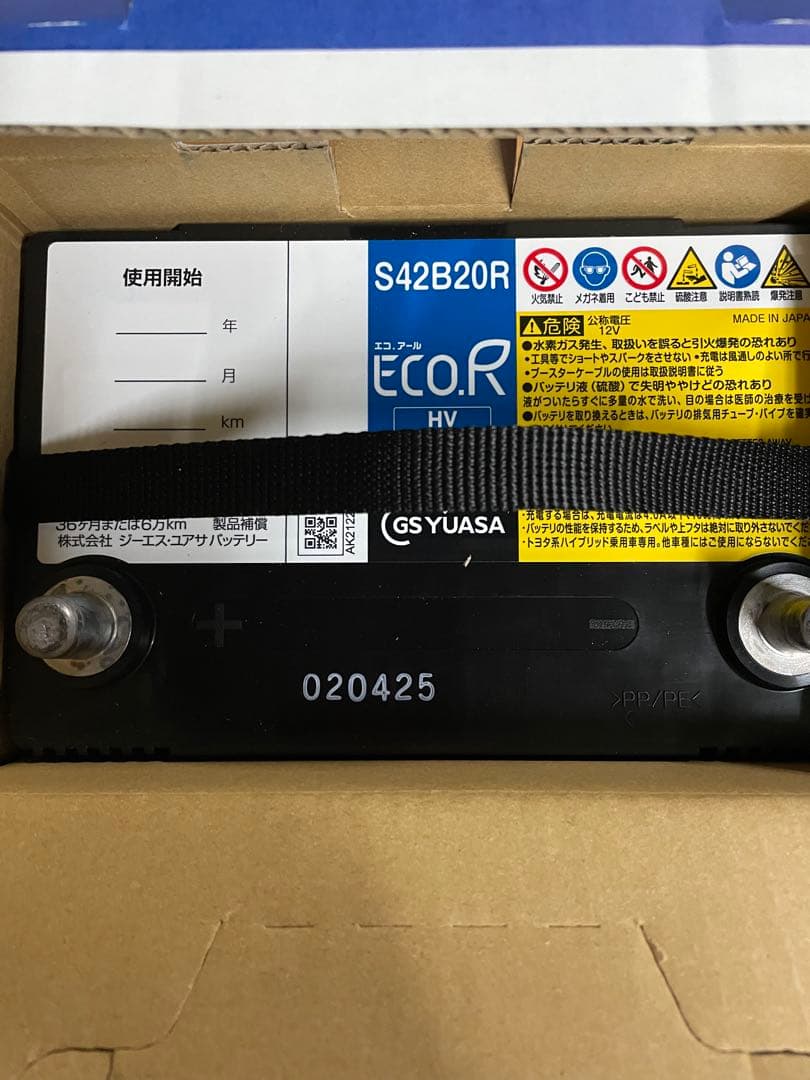 使用開始
年
月
km
36ヶ月または6万km 製品補償
株式会社 ジーエス・ユアサ バッテリー
AK2122
S42B20R
エコ.アール
ECO.R
HV
GS YUASA
火気禁止 メガネ着用 こども禁止 硫酸注意 説明書熟読 爆発注意
危険 公称電圧 12V MADE IN JAPA
●水素ガス発生、取扱いを誤ると引火爆発の恐れあり
・工具等でショートやスパークをさせない ・充電は風通しのよい所で行
・ブースターケーブルの使用は取扱説明書に従う
●バッテリ液（硫酸）で失明ややけどの恐れあり
液がついたらすぐに多量の水で洗い、目の場合は医師の治療を受け
●バッテリを取り換えるときは、バッテリの排気用チューブ・パイプを確実
・バッテリの性能を保持するため、ラベルや上フタは絶対に取り外さないでくだ
・トヨタ系ハイブリッド乗用車専用。他車種にはご使用にならないでくだ
+
020425
>PP/PE<